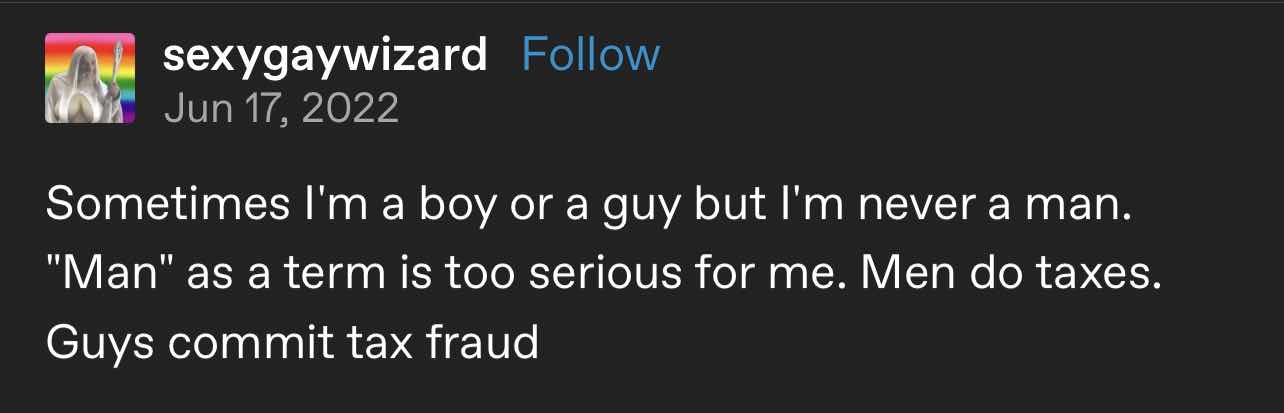 sexygaywizard Follow
Jun 17, 2022
Sometimes I'm a boy or a guy but I'm never a man.
"Man" as a term is too serious for me. Men do taxes.
Guys commit tax fraud